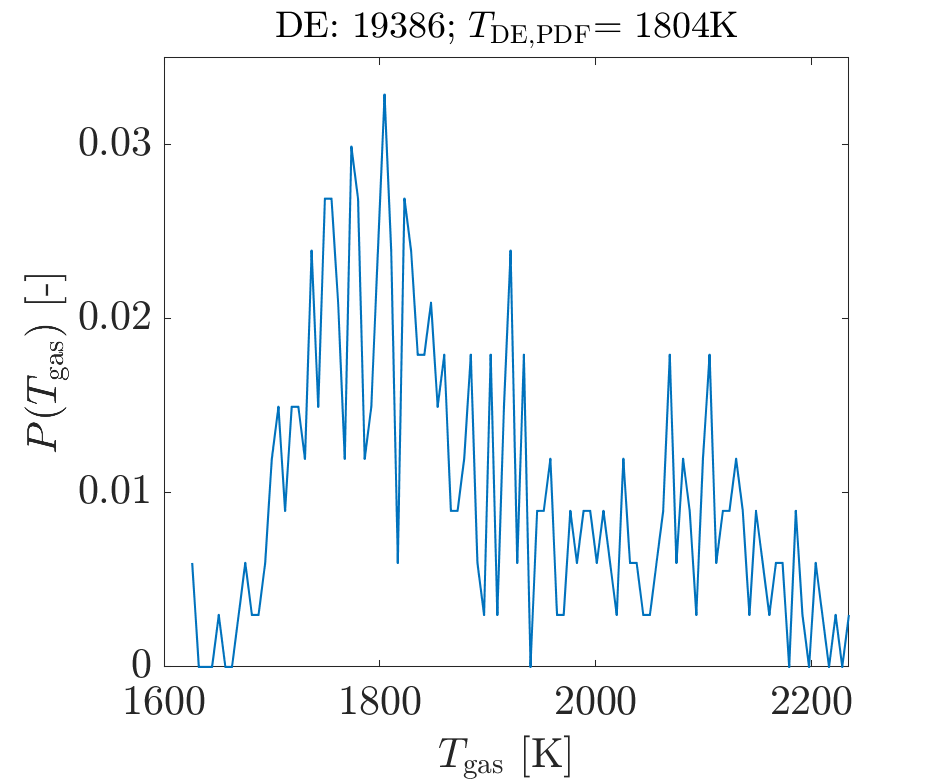 DE: 19386; T_DE,PDF= 1804K
0.03
0.02
0.01
0
P(T_gas) [-]
1600 1800 2000 2200
T_gas [K]